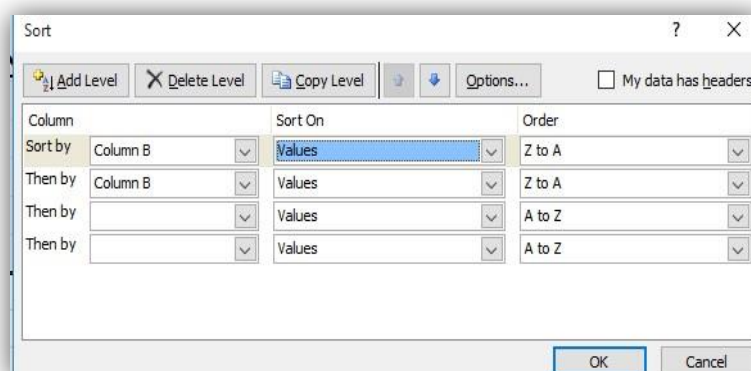 Sort ?
Add Level Delete Level Copy Level Options... My data has headers
Column Sort On Order
Sort by Column B Values Z to A
Then by Column B Values Z to A
Then by Values A to Z
Then by Values A to Z
OK Cancel